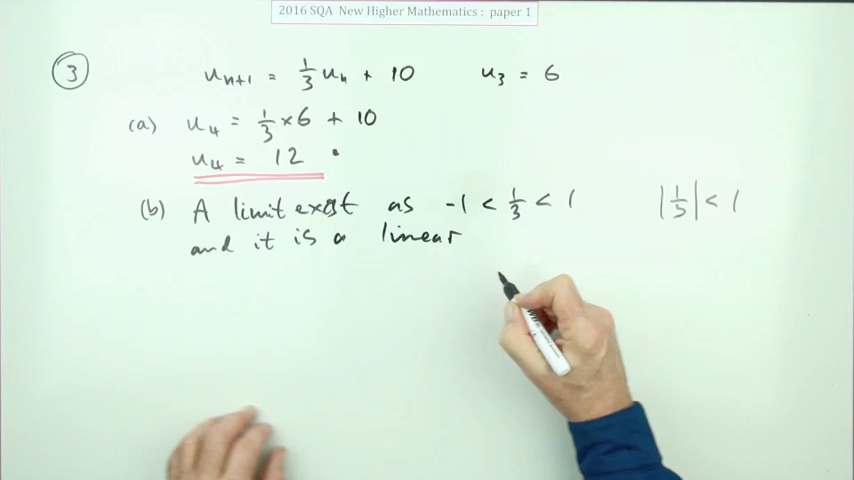 2016 SQA New Higher Mathematics : paper 1
③ uₙ₊₁ = 1/3 uₙ + 10 u₃ = 6
(a) u₄ = 1/3 × 6 + 10
u₄ = 12
(b) A limit exist as -1 < 1/3 < 1 |1/3| < 1
and it is a linear